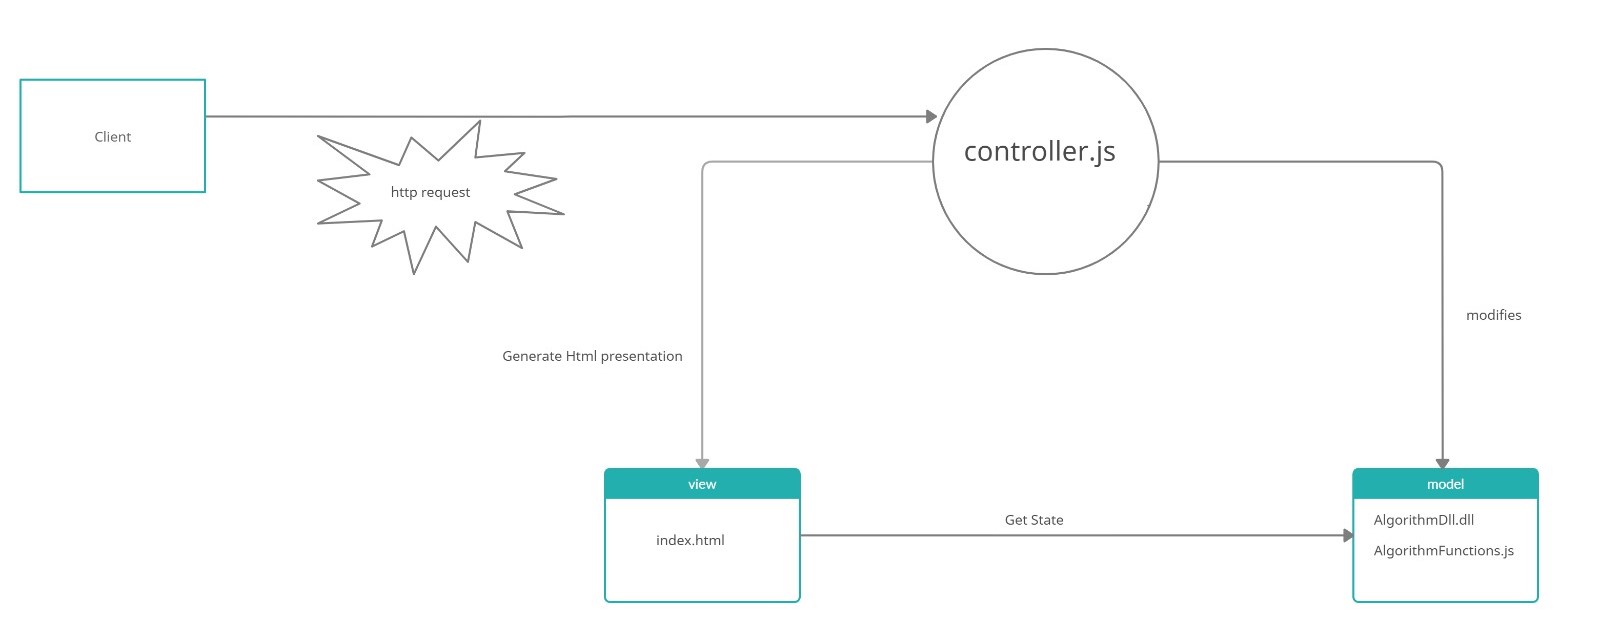 Client
http request
controller.js
Generate Html presentation
modifies
view
index.html
Get State
model
AlgorithmDll.dll
AlgorithmFunctions.js